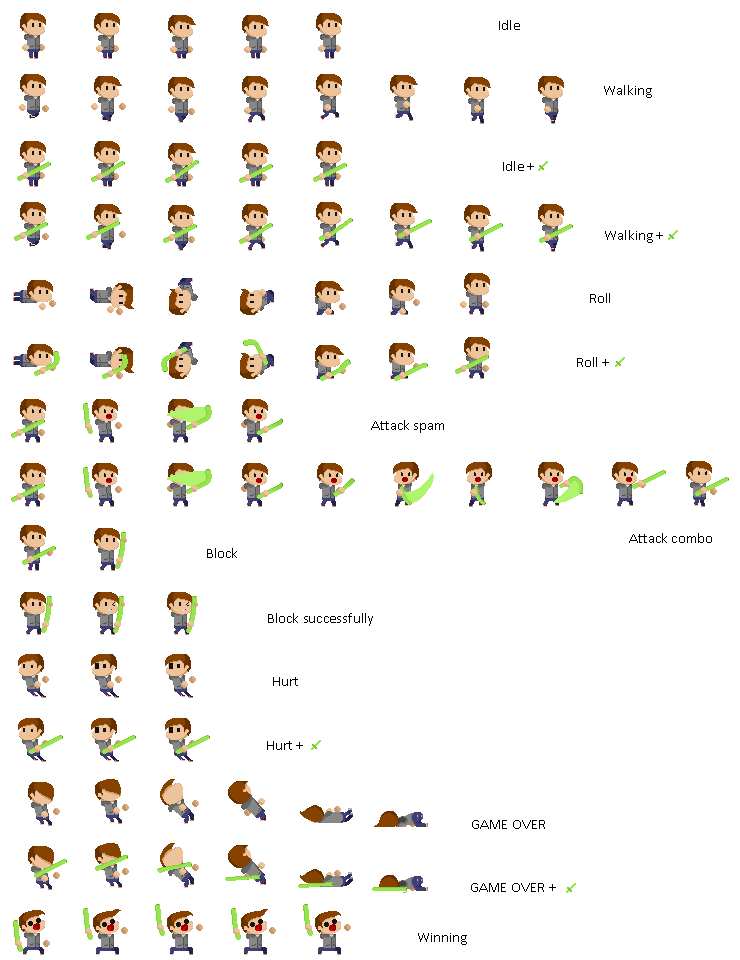 Idle
Walking
Idle +
Walking +
Roll
Roll +
Attack spam
Attack combo
Block
Block successfully
Hurt
Hurt +
GAME OVER
GAME OVER +
Winning